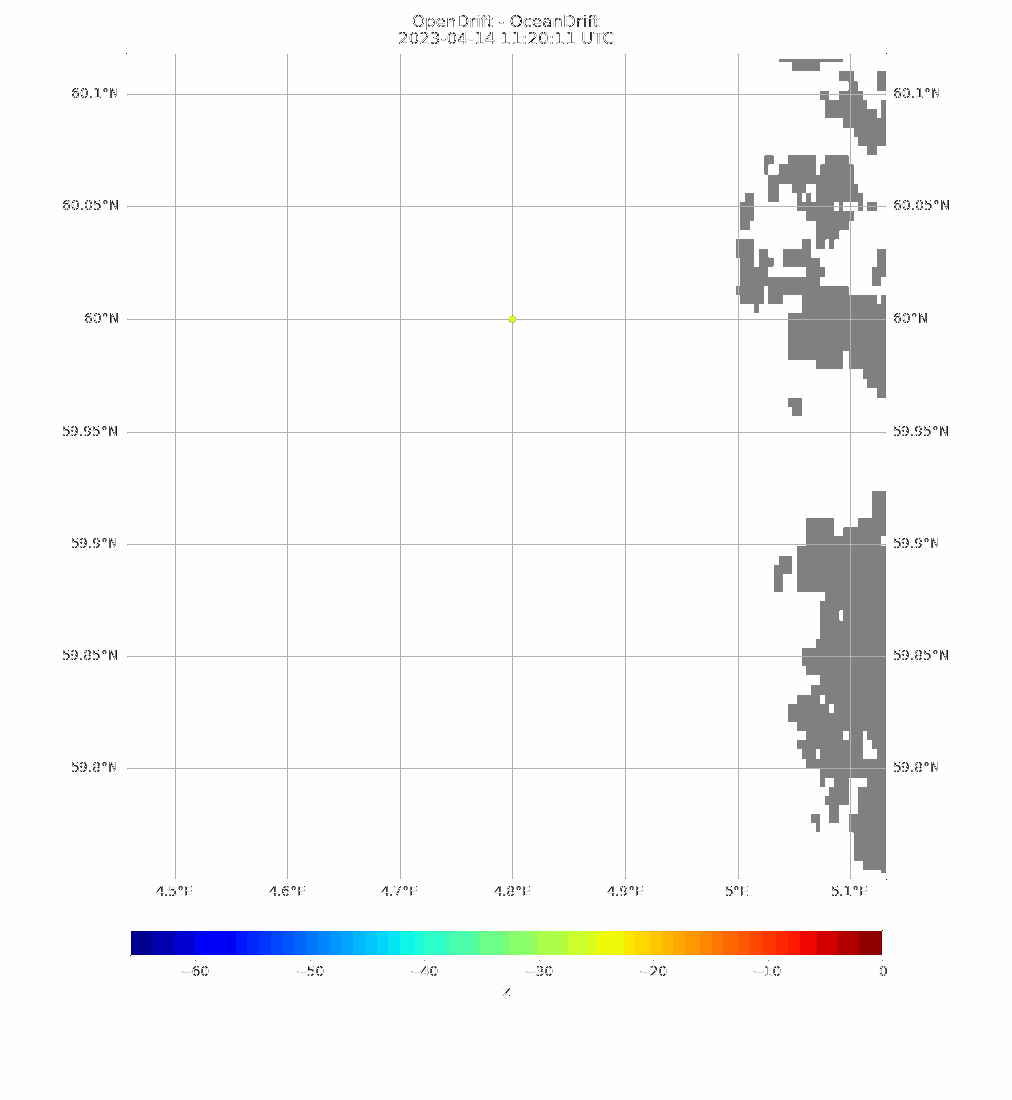 OpenDrift - OceanDrift
2023-04-14 11:20:11 UTC
60.1°N 60.1°N
60.05°N 60.05°N
60°N 60°N
59.95°N 59.95°N
59.9°N 59.9°N
59.85°N 59.85°N
59.8°N 59.8°N
4.5°E 4.6°E 4.7°E 4.8°E 4.9°E 5°E 5.1°E
−60 −50 −40 −30 −20 −10 0
z